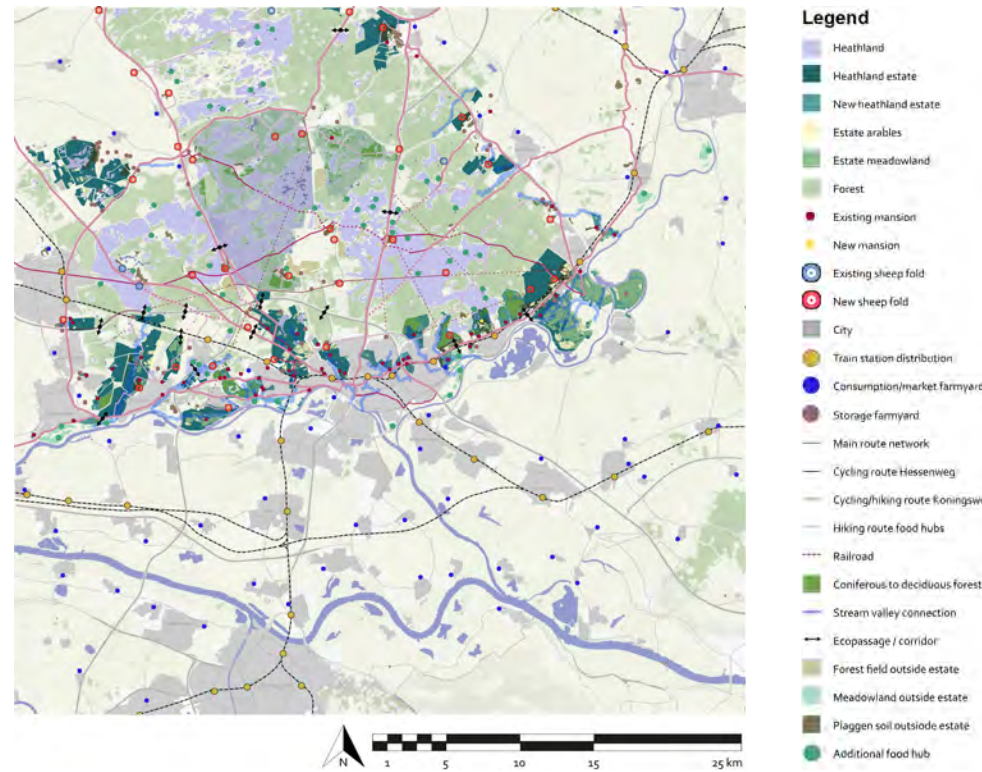 Legend
Heathland
Heathland estate
New heathland estate
Estate arables
Estate meadowland
Forest
Existing mansion
New mansion
Existing sheep fold
New sheep fold
City
Train station distribution
Consumption/market farmyard
Storage farmyard
Main route network
Cycling route Hessenweg
Cycling/hiking route Koningsw
Hiking route food hubs
Railroad
Coniferous to deciduous forest
Stream valley connection
Ecopassage / corridor
Forest field outside estate
Meadowland outside estate
Plaggen soil outsiode estate
Additional food hub
N
1 5 10 15 25 km